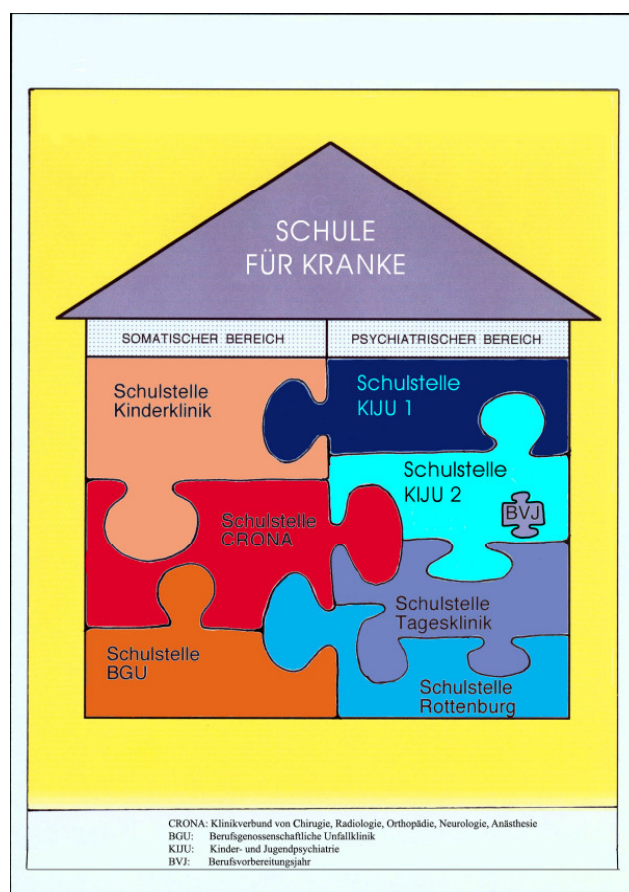 SCHULE
FÜR KRANKE
SOMATISCHER BEREICH
PSYCHIATRISCHER BEREICH
Schulstelle
Kinderklinik
Schulstelle
KIJU 1
Schulstelle
KIJU 2
BVJ
Schulstelle
CRONA
Schulstelle
Tagesklinik
Schulstelle
BGU
Schulstelle
Rottenburg
CRONA: Klinikverbund von Chirugie, Radiologie, Orthopädie, Neurologie, Anästhesie
BGU: Berufsgenossenschaftliche Unfallklinik
KIJU: Kinder- und Jugendpsychiatrie
BVJ: Berufsvorbereitungsjahr